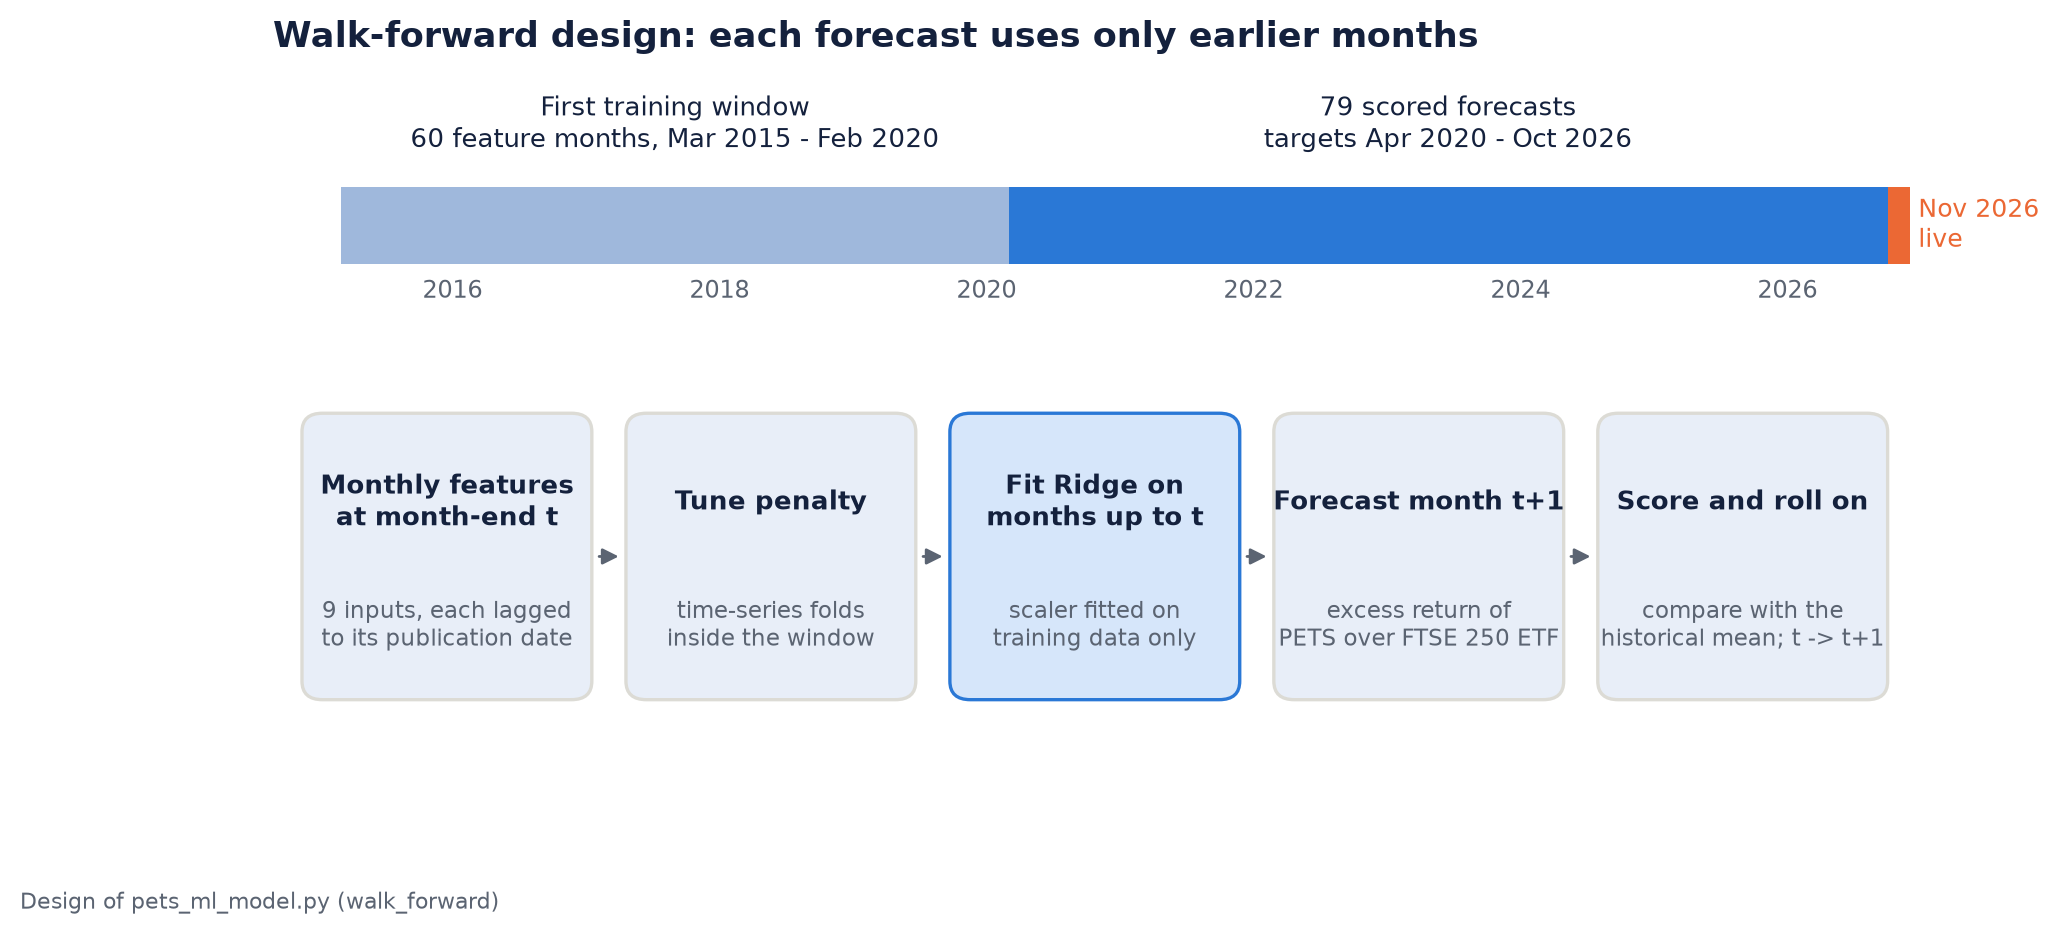 Walk-forward design: each forecast uses only earlier months
First training window
60 feature months, Mar 2015 - Feb 2020
79 scored forecasts
targets Apr 2020 - Oct 2026
Nov 2026
live
2016
2018
2020
2022
2024
2026
Monthly features
at month-end t
9 inputs, each lagged
to its publication date
Tune penalty
time-series folds
inside the window
Fit Ridge on
months up to t
scaler fitted on
training data only
Forecast month t+1
excess return of
PETS over FTSE 250 ETF
Score and roll on
compare with the
historical mean; t -> t+1
Design of pets_ml_model.py (walk_forward)